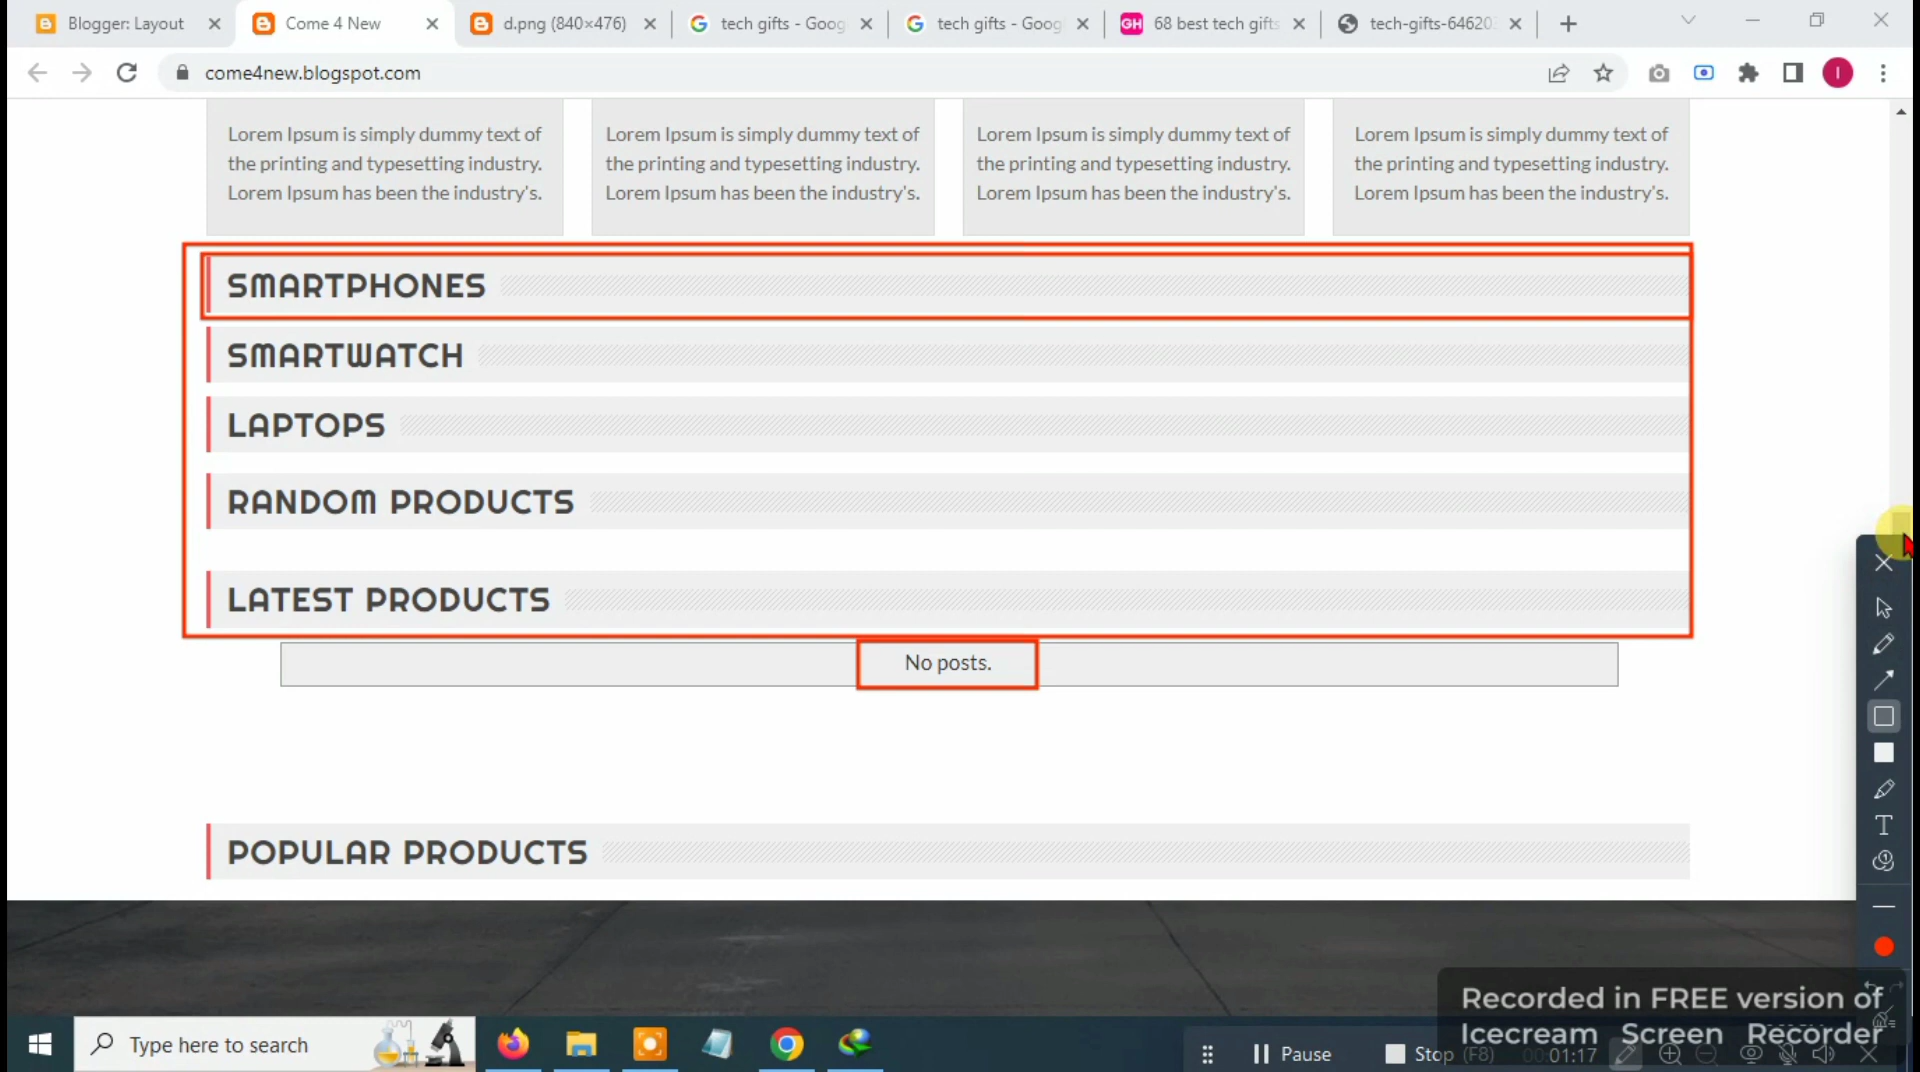 Blogger: Layout
Come 4 New
d.png (840×476)
tech gifts - Goog
tech gifts - Goog
GH
68 best tech gifts
tech-gifts-64620
come4new.blogspot.com
I
Lorem Ipsum is simply dummy text of
the printing and typesetting industry.
Lorem Ipsum has been the industry's.
Lorem Ipsum is simply dummy text of
the printing and typesetting industry.
Lorem Ipsum has been the industry's.
Lorem Ipsum is simply dummy text of
the printing and typesetting industry.
Lorem Ipsum has been the industry's.
Lorem Ipsum is simply dummy text of
the printing and typesetting industry.
Lorem Ipsum has been the industry's.
SMARTPHONES
SMARTWATCH
LAPTOPS
RANDOM PRODUCTS
LATEST PRODUCTS
No posts.
POPULAR PRODUCTS
T
Recorded in FREE version of
Icecream Screen Recorder
Type here to search
Pause
Stop (F8)
00:01:17